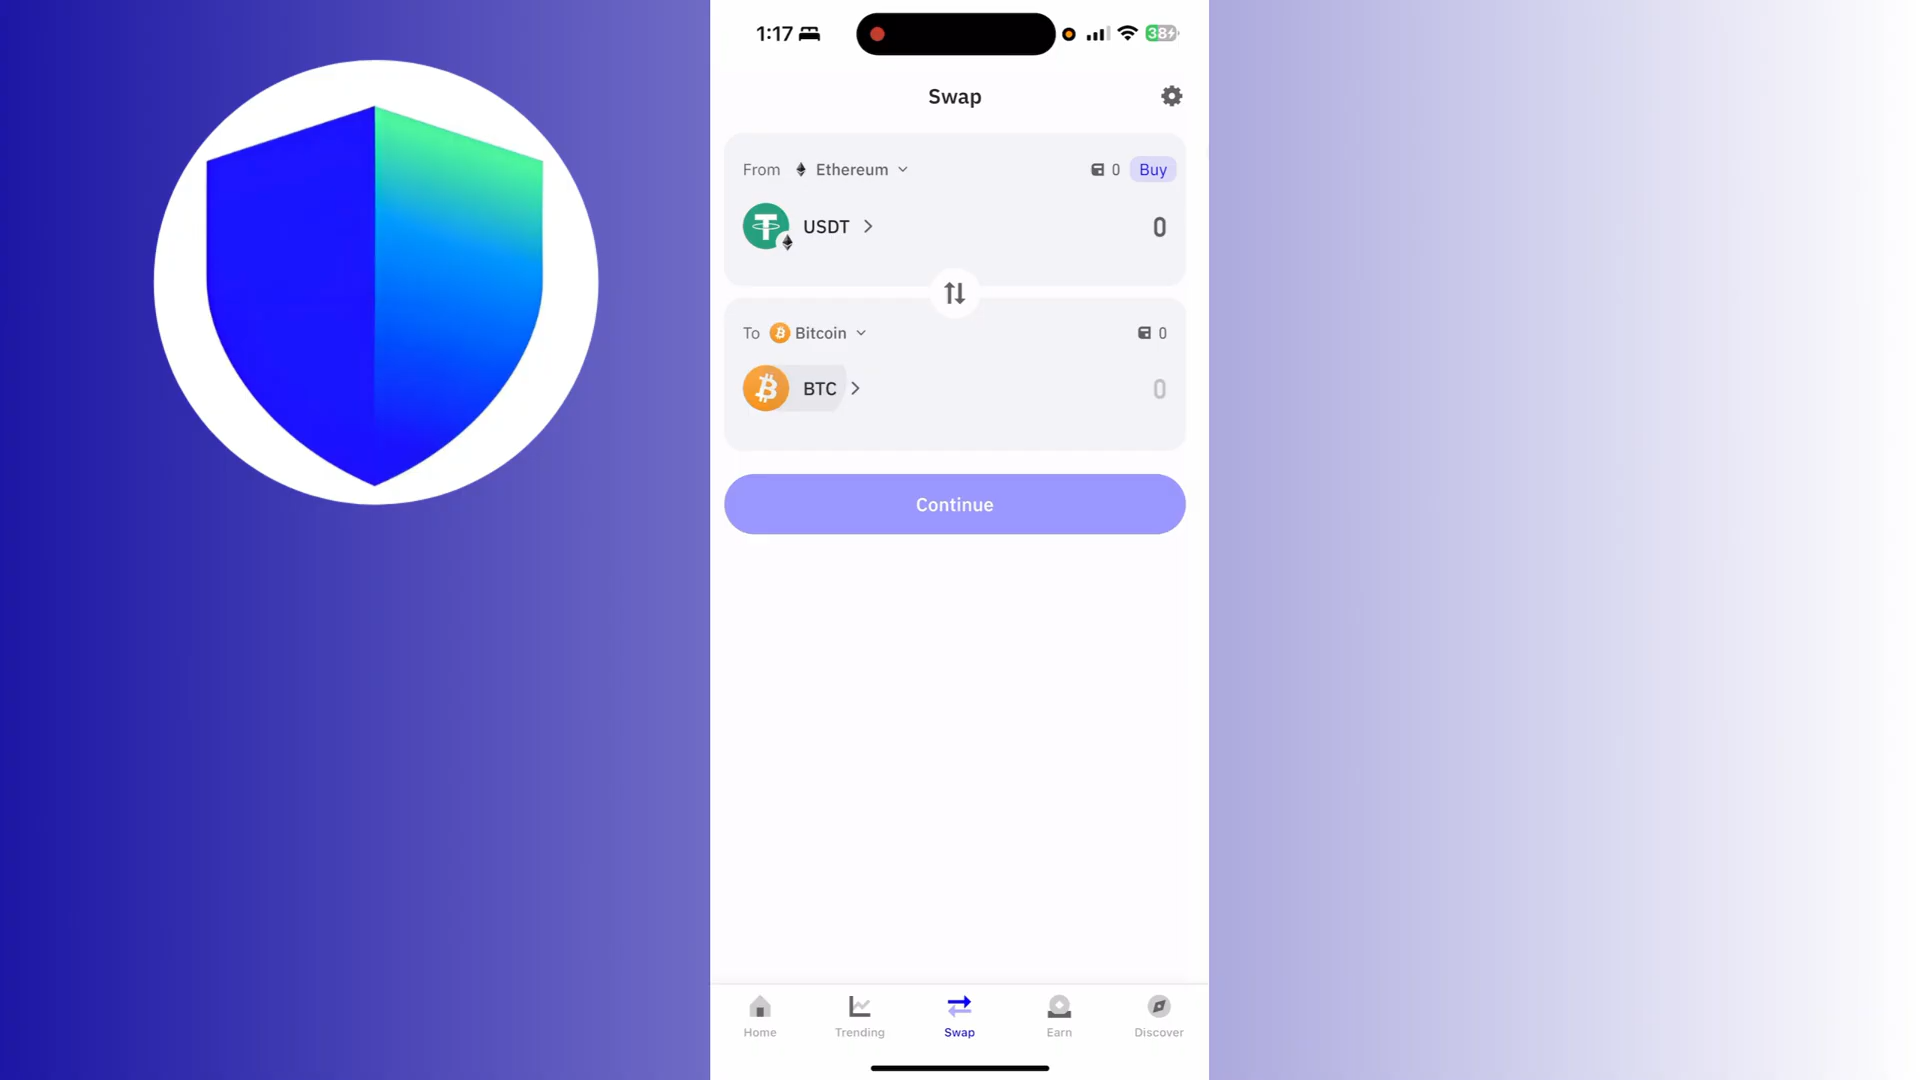 1:17
38
Swap
From Ethereum 0 Buy
USDT 0
To Bitcoin 0
BTC 0
Continue
Home Trending Swap Earn Discover